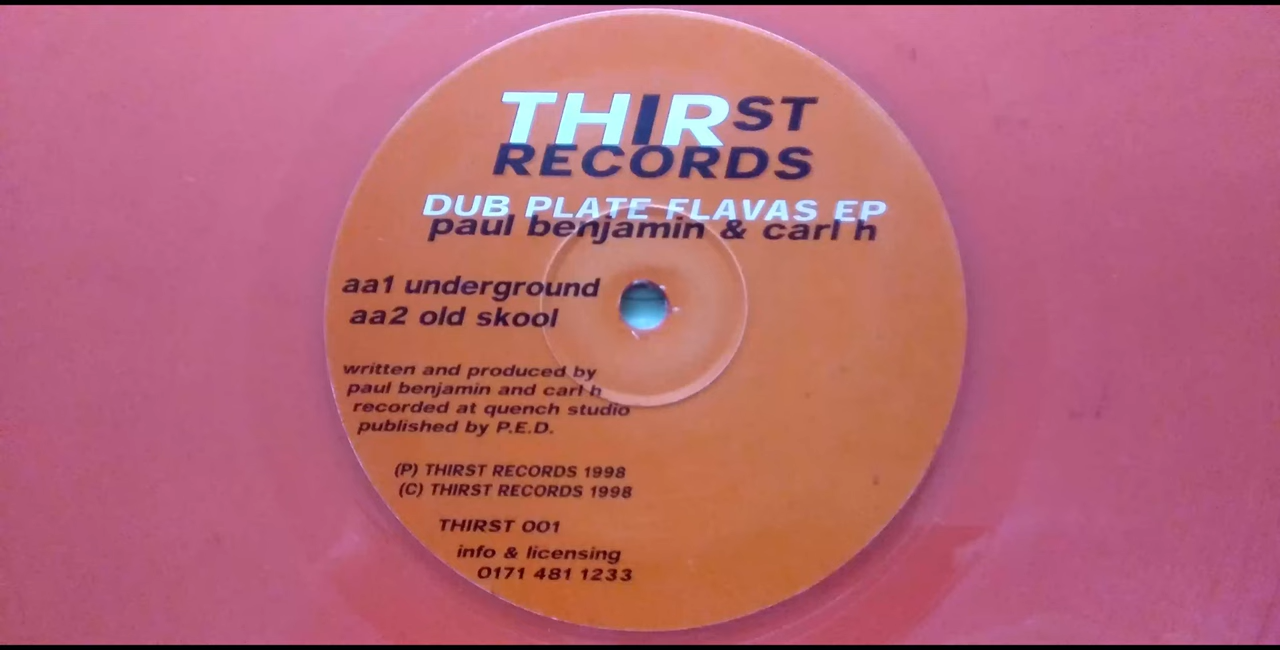 THIRST
RECORDS
DUB PLATE FLAVAS EP
paul benjamin & carl h
aa1 underground
aa2 old skool
written and produced by
paul benjamin and carl h
recorded at quench studio
published by P.E.D.
(P) THIRST RECORDS 1998
(C) THIRST RECORDS 1998
THIRST 001
info & licensing
0171 481 1233